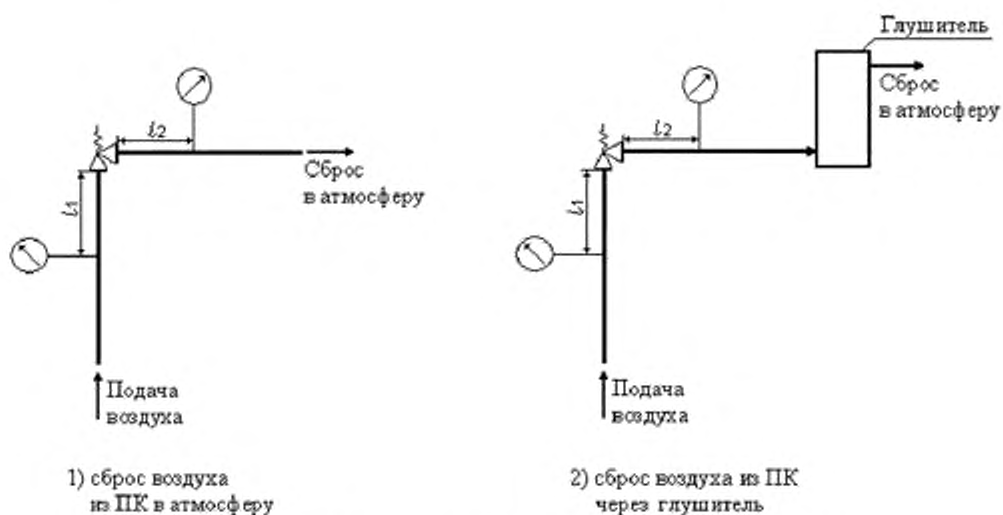 l2
Сброс
в атмосферу
l1
Подача
воздуха
1) сброс воздуха
из ПК в атмосферу
Глушитель
Сброс
в атмосферу
l2
l1
Подача
воздуха
2) сброс воздуха из ПК
через глушитель